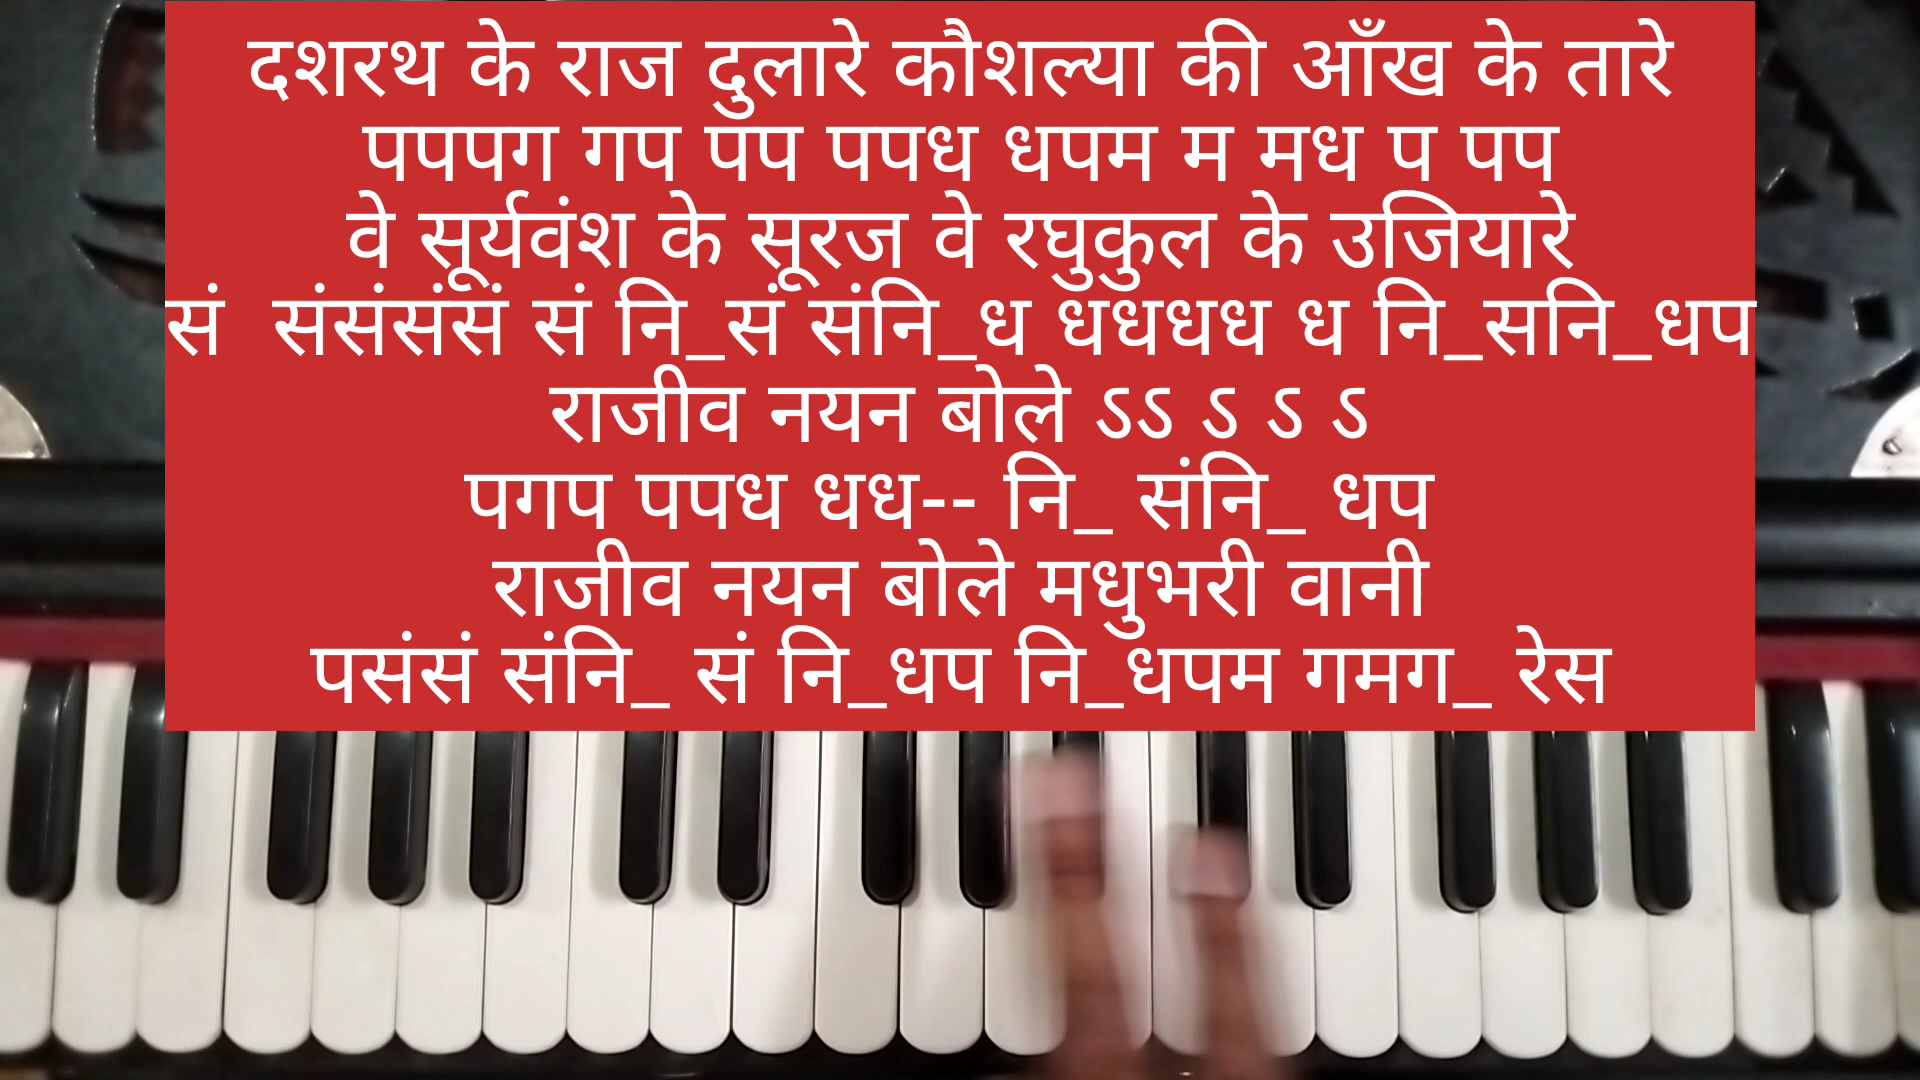 दशरथ के राज दुलारे कौशल्या की आँख के तारे
पपपग गप पप पपध धपम म मध प पप
वे सूर्यवंश के सूरज वे रघुकुल के उजियारे
सं  संसंसंसं सं नि_सं संनि_ध धधधध ध नि_सनि_धप
राजीव नयन बोले ऽऽ ऽ ऽ ऽ
पगप पपध धध-- नि_ संनि_ धप
राजीव नयन बोले मधुभरी वानी
पसंसं संनि_ सं नि_धप नि_धपम गमग_ रेस